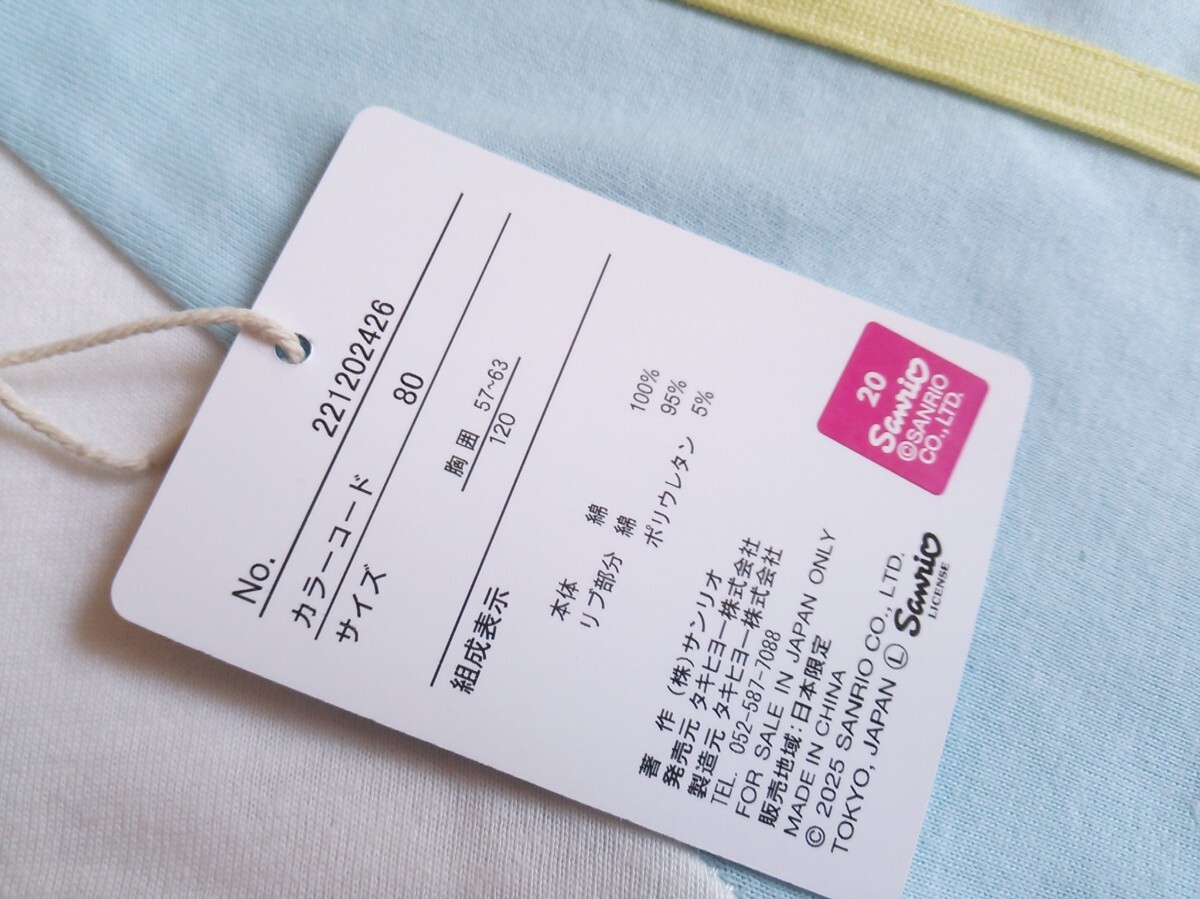 No. 221202426
カラーコード 80
サイズ
胸囲 57~63
120
組成表示
本体 綿 100%
リブ部分 綿 95%
ポリウレタン 5%
20
Sanrio
©SANRIO
CO., LTD.
著 作 (株)サンリオ
発売元 タキヒヨー株式会社
製造元 タキヒヨー株式会社
TEL. 052-587-7088
FOR SALE IN JAPAN ONLY
販売地域:日本限定
MADE IN CHINA
© 2025 SANRIO CO., LTD.
TOKYO, JAPAN Ⓛ Sanrio
LICENSE